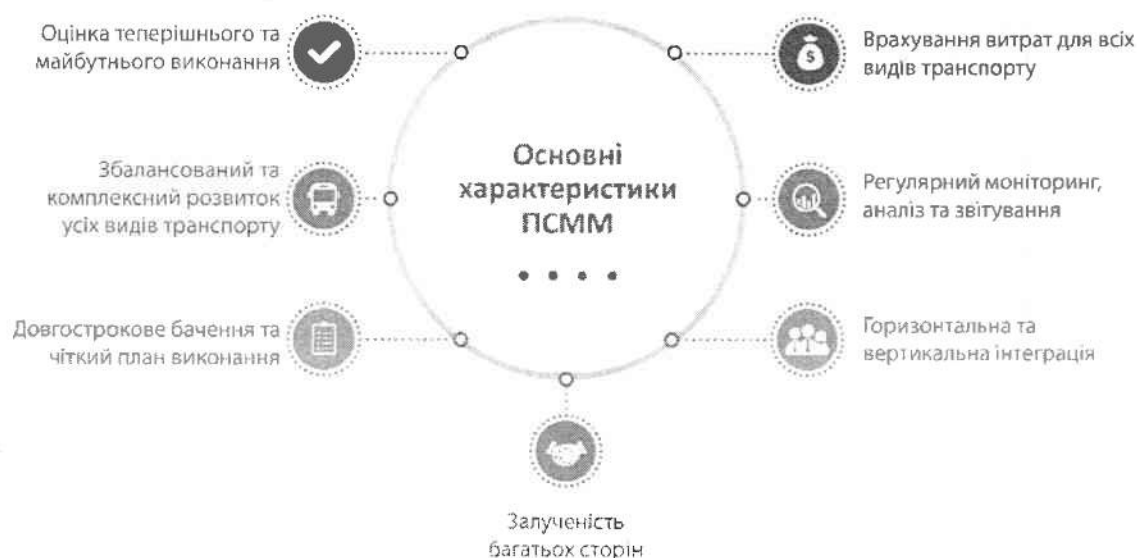 Оцінка теперішнього та
майбутнього виконання
Врахування витрат для всіх
видів транспорту
Збалансований та
комплексний розвиток
усіх видів транспорту
Основні
характеристики
ПСММ
Регулярний моніторинг,
аналіз та звітування
Довгострокове бачення та
чіткий план виконання
Горизонтальна та
вертикальна інтеграція
Залученість
багатьох сторін